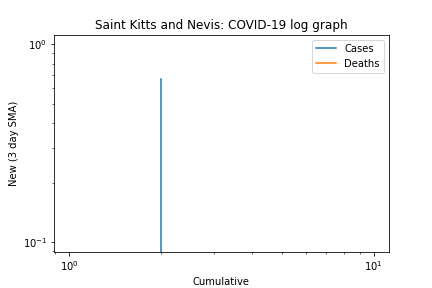 Saint Kitts and Nevis: COVID-19 log graph
10⁰
Cases
Deaths
New (3 day SMA)
10⁻¹
10⁰
10¹
Cumulative